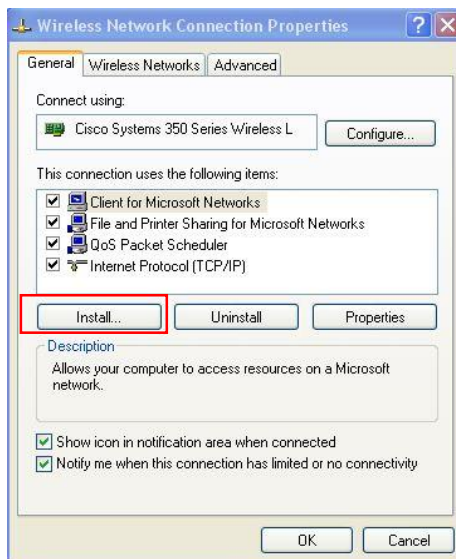 Wireless Network Connection Properties
General Wireless Networks Advanced
Connect using:
Cisco Systems 350 Series Wireless L
Configure...
This connection uses the following items:
Client for Microsoft Networks
File and Printer Sharing for Microsoft Networks
QoS Packet Scheduler
Internet Protocol (TCP/IP)
Install... Uninstall Properties
Description
Allows your computer to access resources on a Microsoft
network.
Show icon in notification area when connected
Notify me when this connection has limited or no connectivity
OK Cancel